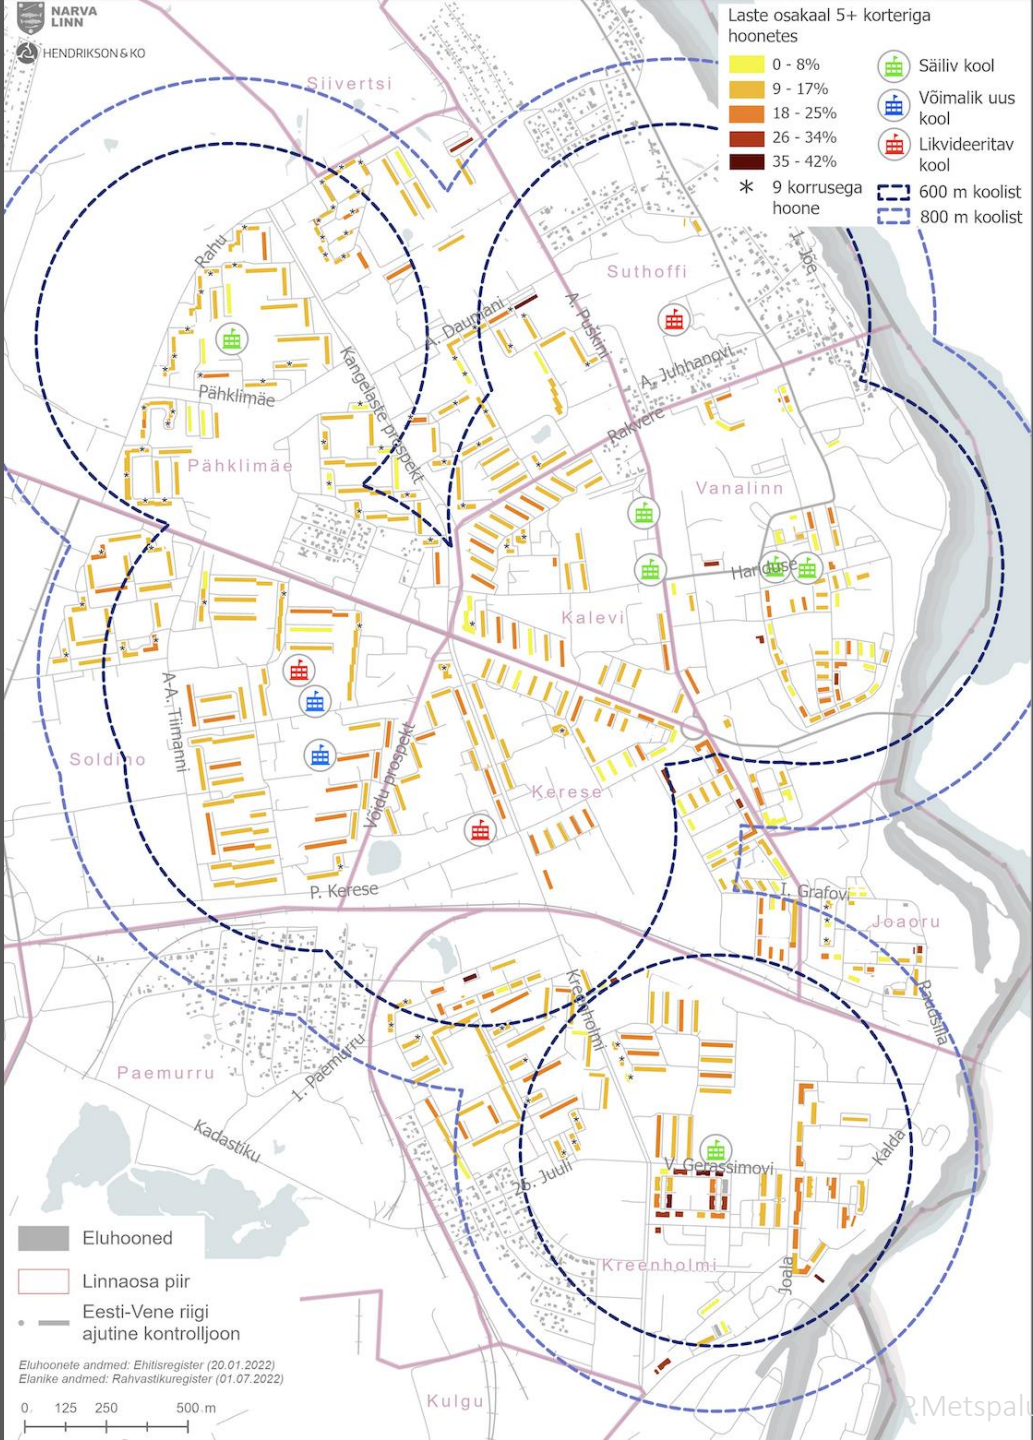 NARVA
LINN
HENDRIKSON&KO
Laste osakaal 5+ korteriga
hoonetes
0 - 8%
9 - 17%
18 - 25%
26 - 34%
35 - 42%
* 9 korrusega
hoone
Säiliv kool
Võimalik uus
kool
Likvideeritav
kool
600 m koolist
800 m koolist
Siivertsi
Rahu
1. Jõe
Suthoffi
A. Puškini
A. Daumani
Kangelaste prospekt
A. Juhhanovi
Pähklimäe
Rakvere
Pähklimäe
Vanalinn
Hariduse
Kalevi
A-A. Tiimanni
Soldino
Võidu prospekt
Kerese
P. Kerese
I. Grafovi
Joaoru
Raudsilla
Kreenholmi
1. Paemurru
Paemurru
Kadastiku
Kalda
V. Gerassimovi
26. Juuli
Kreenholmi
Joala
Eluhooned
Linnaosa piir
Eesti-Vene riigi
ajutine kontrolljoon
Eluhoonete andmed: Ehitisregister (20.01.2022)
Elanike andmed: Rahvastikuregister (01.07.2022)
0 125 250 500 m
Kulgu
P.Metspalu